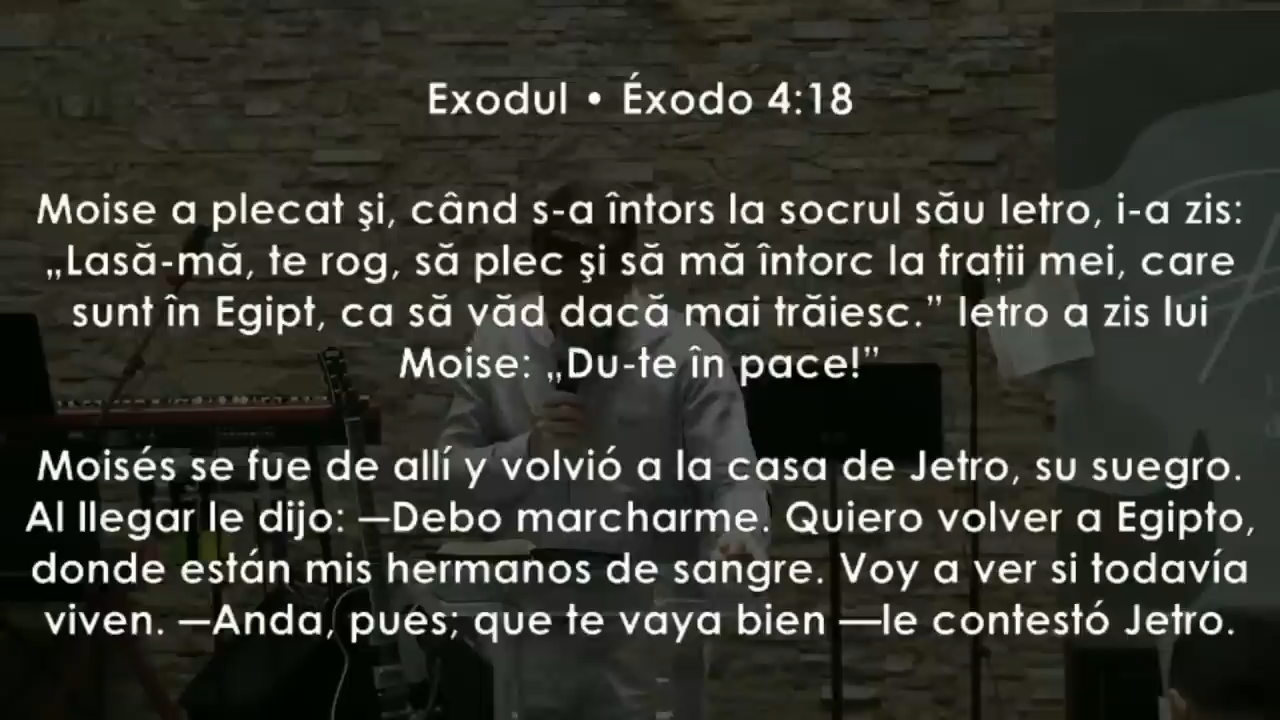 Exodul • Éxodo 4:18
Moise a plecat şi, când s-a întors la socrul său Ietro, i-a zis:
„Lasă-mă, te rog, să plec şi să mă întorc la fraţii mei, care
sunt în Egipt, ca să văd dacă mai trăiesc.” Ietro a zis lui
Moise: „Du-te în pace!”
Moisés se fue de allí y volvió a la casa de Jetro, su suegro.
Al llegar le dijo: —Debo marcharme. Quiero volver a Egipto,
donde están mis hermanos de sangre. Voy a ver si todavía
viven. —Anda, pues; que te vaya bien —le contestó Jetro.